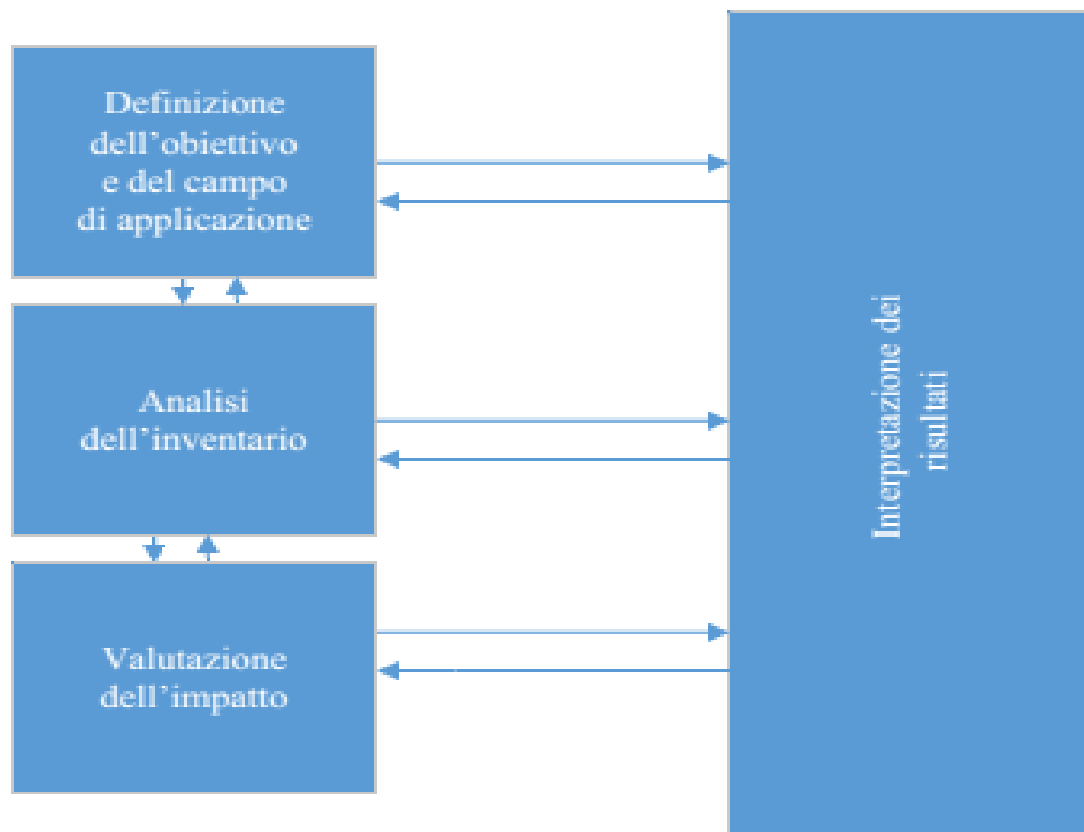 Definizione
dell’obiettivo
e del campo
di applicazione
Analisi
dell’inventario
Valutazione
dell’impatto
Interpretazione dei
risultati